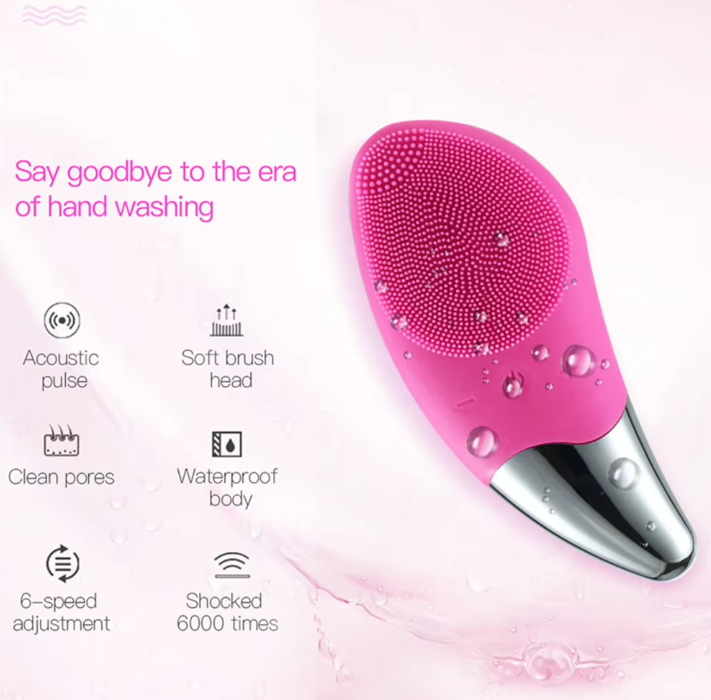 Say goodbye to the era
of hand washing
Acoustic
pulse
Soft brush
head
Clean pores
Waterproof
body
6-speed
adjustment
Shocked
6000 times